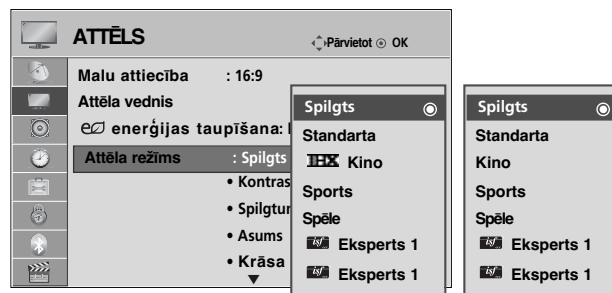 ATTĒLS
Pārvietot OK
Malu attiecība : 16:9
Attēla vednis
enerģijas taupīšana:
Attēla režīms : Spilgts
• Kontras
• Spilgtur
• Asums
• Krāsa
Spilgts
Standarta
THX Kino
Sports
Spēle
isf Eksperts 1
isf Eksperts 1
Spilgts
Standarta
Kino
Sports
Spēle
isf Eksperts 1
isf Eksperts 1